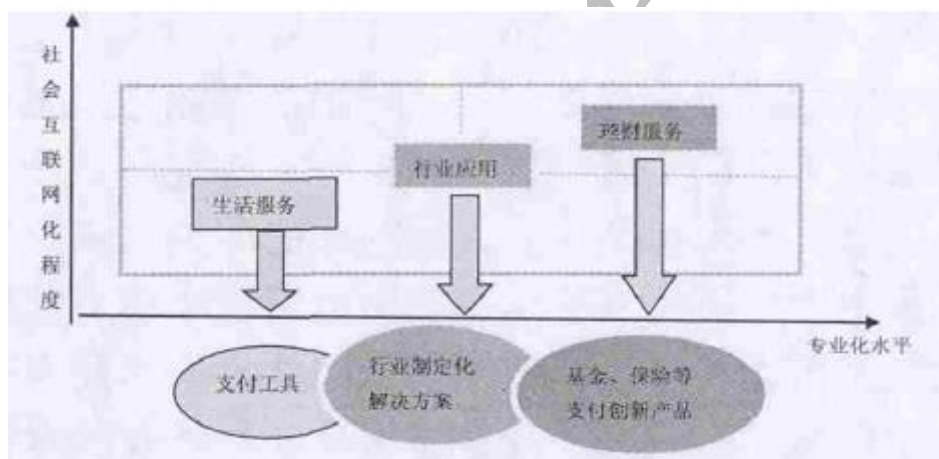 社会互联网化程度
理财服务
行业应用
生活服务
专业化水平
支付工具
行业制定化
解决方案
基金、保险等
支付创新产品